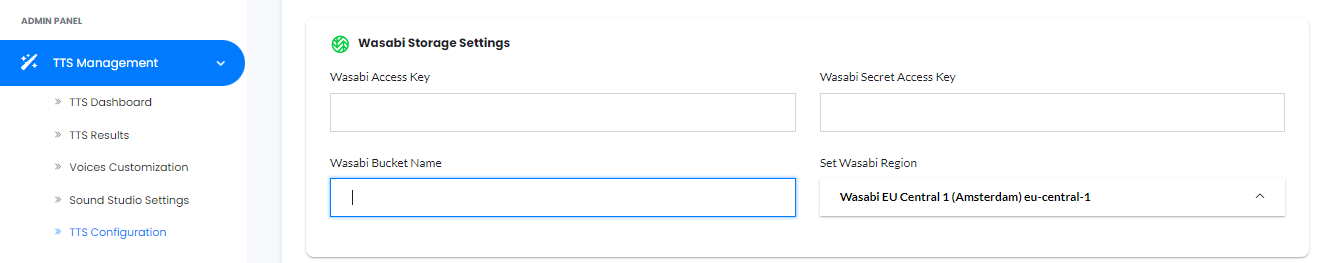 ADMIN PANEL
TTS Management
TTS Dashboard
TTS Results
Voices Customization
Sound Studio Settings
TTS Configuration
Wasabi Storage Settings
Wasabi Access Key
Wasabi Secret Access Key
Wasabi Bucket Name
Set Wasabi Region
Wasabi EU Central 1 (Amsterdam) eu-central-1